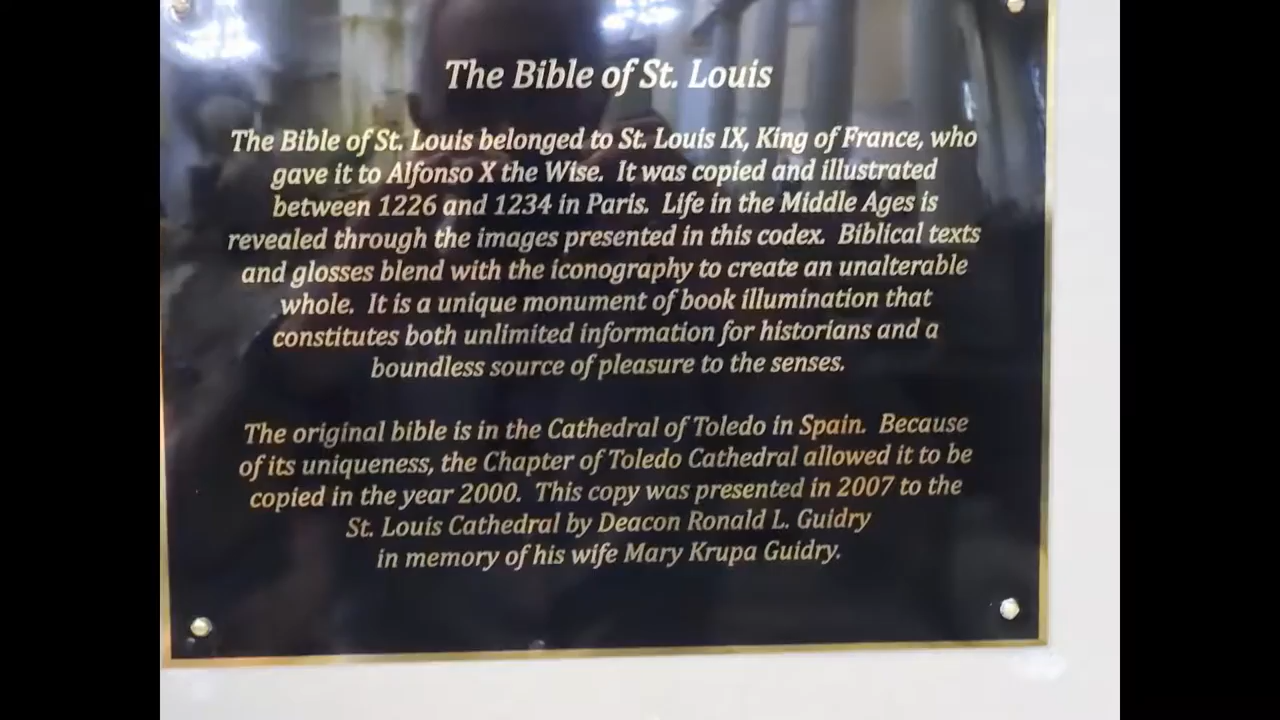 The Bible of St. Louis
The Bible of St. Louis belonged to St. Louis IX, King of France, who
gave it to Alfonso X the Wise. It was copied and illustrated
between 1226 and 1234 in Paris. Life in the Middle Ages is
revealed through the images presented in this codex. Biblical texts
and glosses blend with the iconography to create an unalterable
whole. It is a unique monument of book illumination that
constitutes both unlimited information for historians and a
boundless source of pleasure to the senses.
The original bible is in the Cathedral of Toledo in Spain. Because
of its uniqueness, the Chapter of Toledo Cathedral allowed it to be
copied in the year 2000. This copy was presented in 2007 to the
St. Louis Cathedral by Deacon Ronald L. Guidry
in memory of his wife Mary Krupa Guidry.